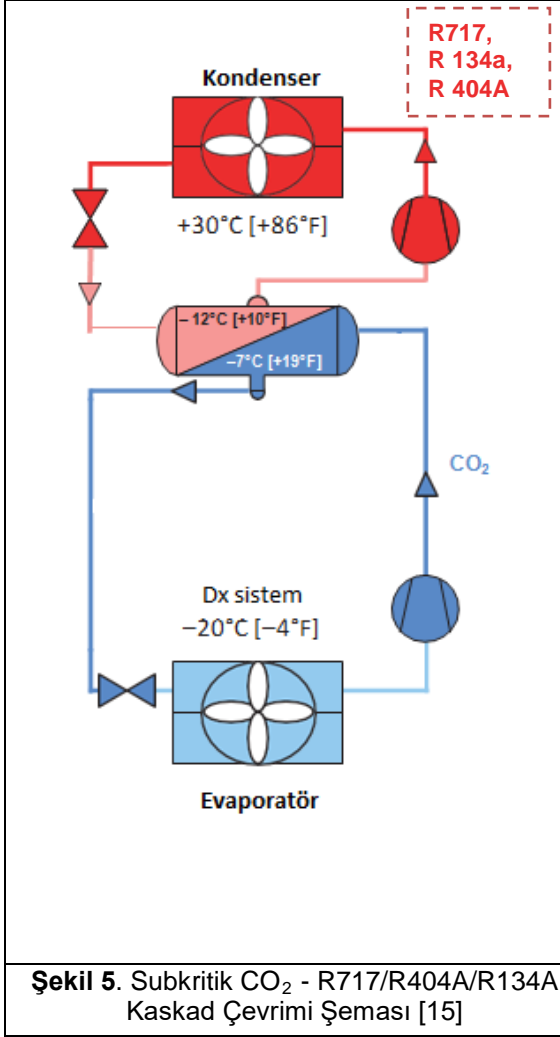 R717,
R 134a,
R 404A
Kondenser
+30°C [+86°F]
– 12°C [+10°F]
–7°C [+19°F]
CO₂
Dx sistem
–20°C [–4°F]
Evaporatör
Şekil 5. Subkritik CO₂ - R717/R404A/R134A
Kaskad Çevrimi Şeması [15]